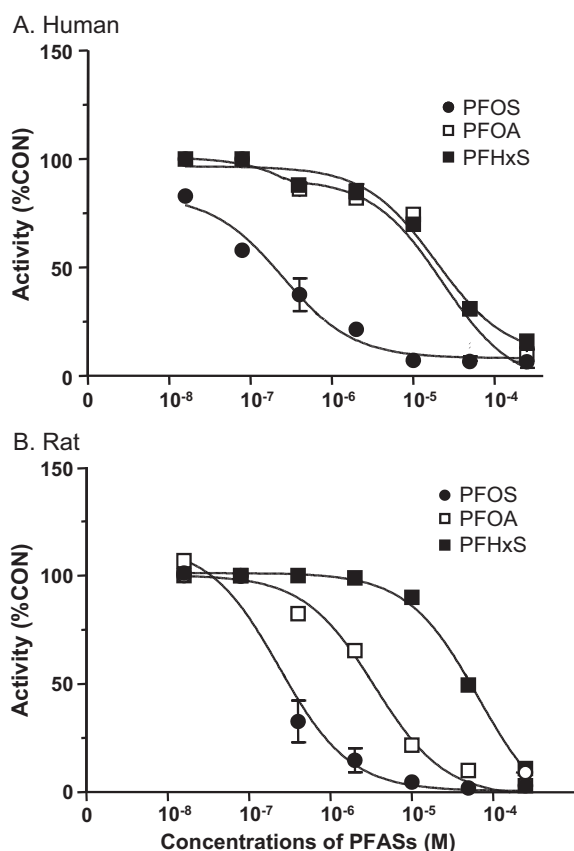 A. Human
150
100
50
0
Activity (%CON)
PFOS
PFOA
PFHxS
0
10⁻⁸
10⁻⁷
10⁻⁶
10⁻⁵
10⁻⁴
B. Rat
150
100
50
0
Activity (%CON)
PFOS
PFOA
PFHxS
0
10⁻⁸
10⁻⁷
10⁻⁶
10⁻⁵
10⁻⁴
Concentrations of PFASs (M)